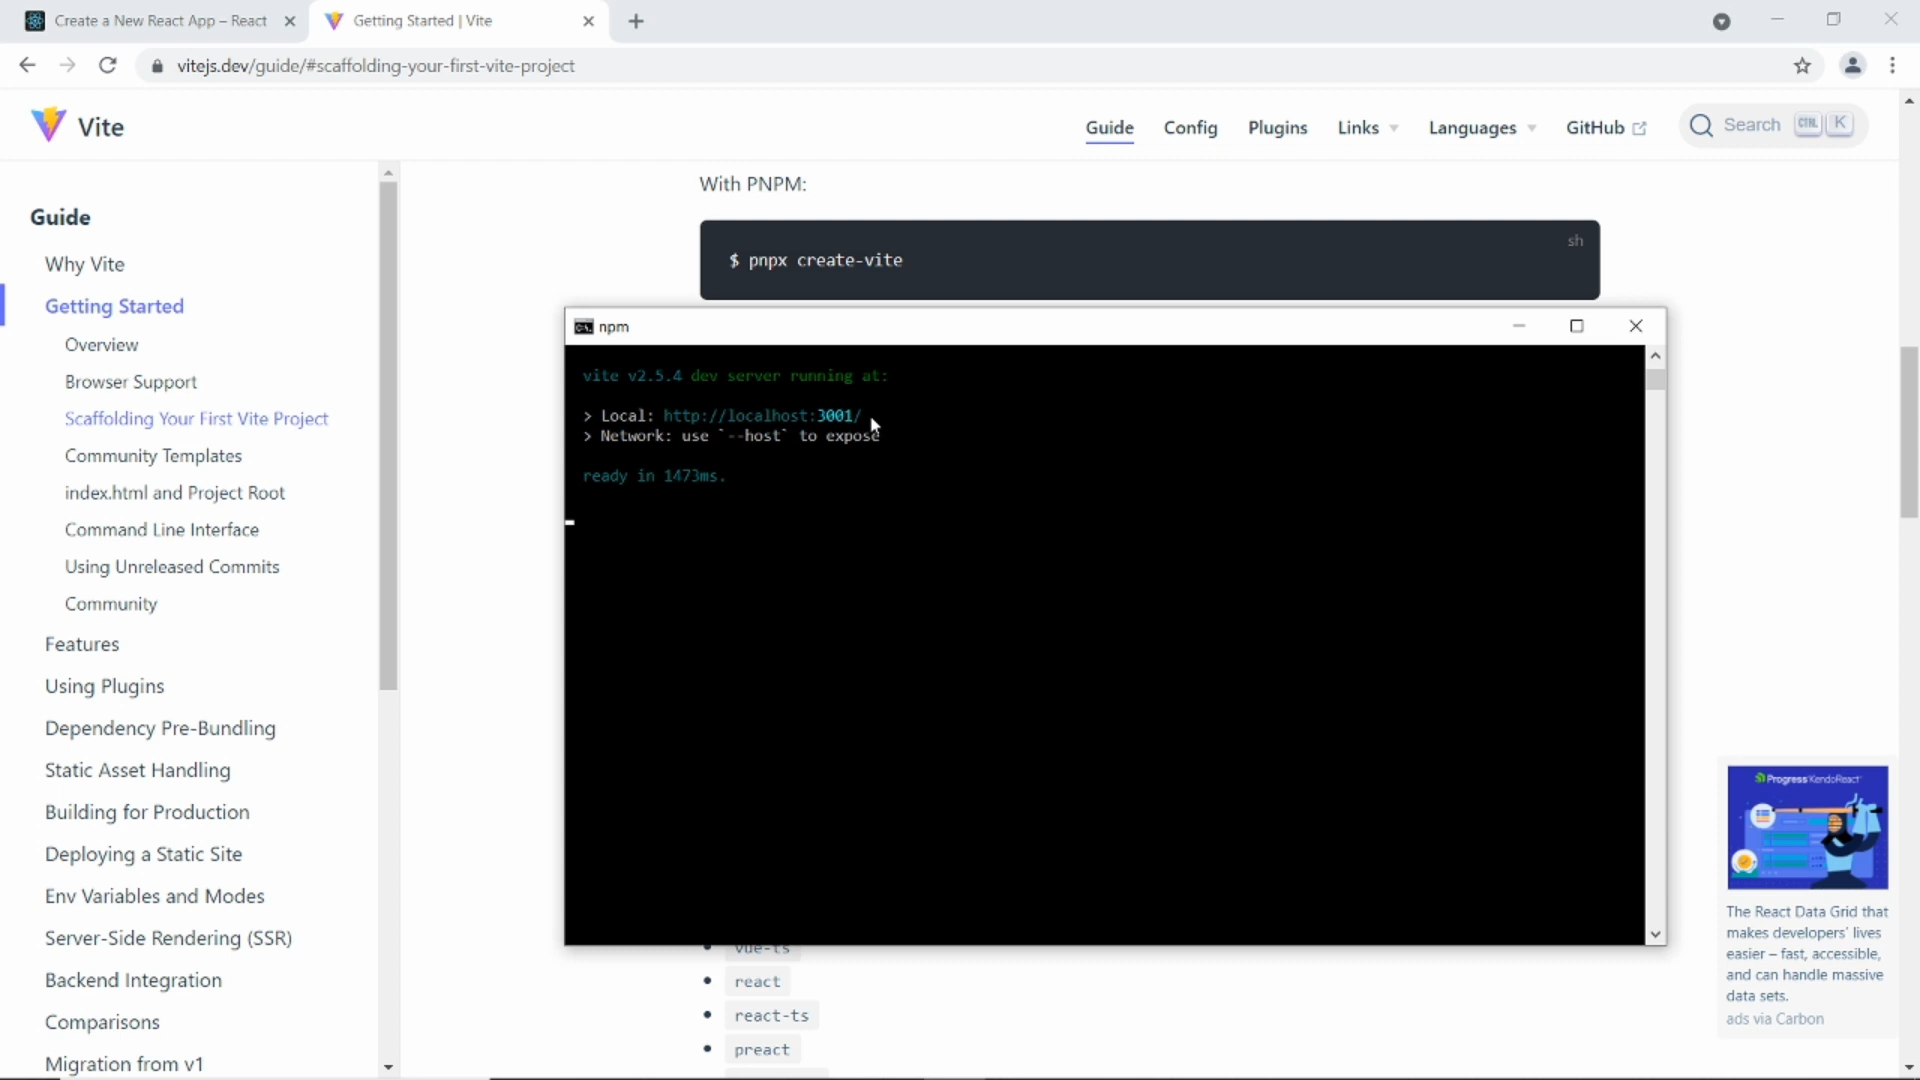 Create a New React App – React
Getting Started | Vite
vitejs.dev/guide/#scaffolding-your-first-vite-project
Vite
Guide
Config
Plugins
Links
Languages
GitHub
Search
CTRL
K
Guide
Why Vite
Getting Started
Overview
Browser Support
Scaffolding Your First Vite Project
Community Templates
index.html and Project Root
Command Line Interface
Using Unreleased Commits
Community
Features
Using Plugins
Dependency Pre-Bundling
Static Asset Handling
Building for Production
Deploying a Static Site
Env Variables and Modes
Server-Side Rendering (SSR)
Backend Integration
Comparisons
Migration from v1
With PNPM:
sh
$ pnpx create-vite
npm
vite v2.5.4 dev server running at:
> Local: http://localhost:3001/
> Network: use `--host` to expose
ready in 1473ms.
vue-ts
react
react-ts
preact
Progress KendoReact
The React Data Grid that
makes developers' lives
easier – fast, accessible,
and can handle massive
data sets.
ads via Carbon